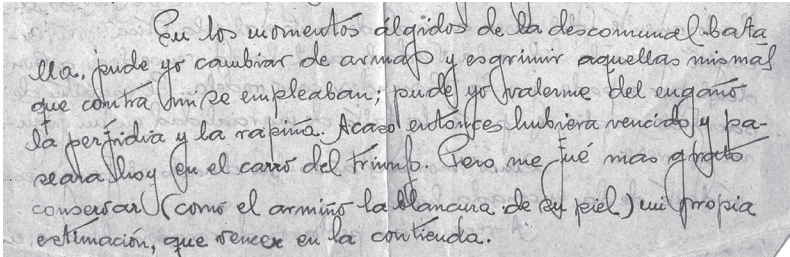 En los momentos álgidos de la descomunal bata
lla, pude yo cambiar de armas y esgrimir aquellas mismas
que contra mi se empleaban; pude yo valerme del engaño
la perfidia y la rapiña. Acaso entonces hubiera vencido y pa-
seara hoy en el carro del triunfo. Pero me fué mas grato
conservar (como el armiño la blancura de su piel) mi propia
estimación, que vencer en la contienda.